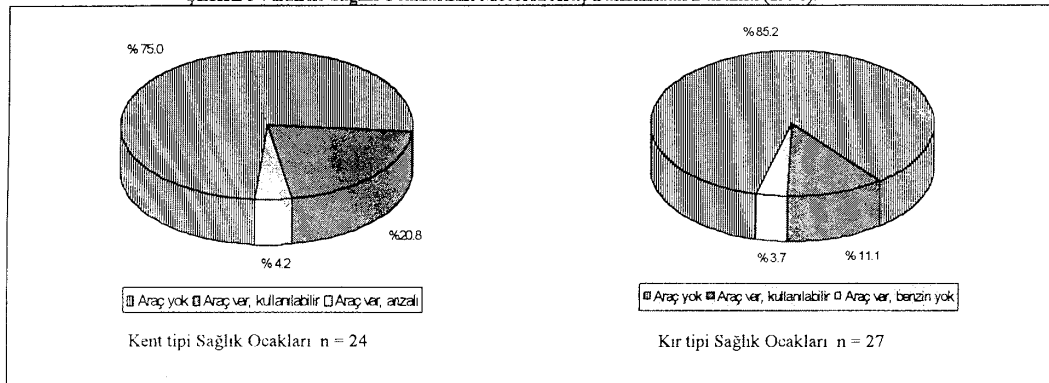 % 75.0
% 85.2
%20.8
% 4.2
% 11.1
% 3.7
Araç yok Araç var, kullanılabilir Araç var, arızalı
Araç yok Araç var, kullanılabilir Araç var, benzin yok
Kent tipi Sağlık Ocakları n = 24
Kır tipi Sağlık Ocakları n = 27